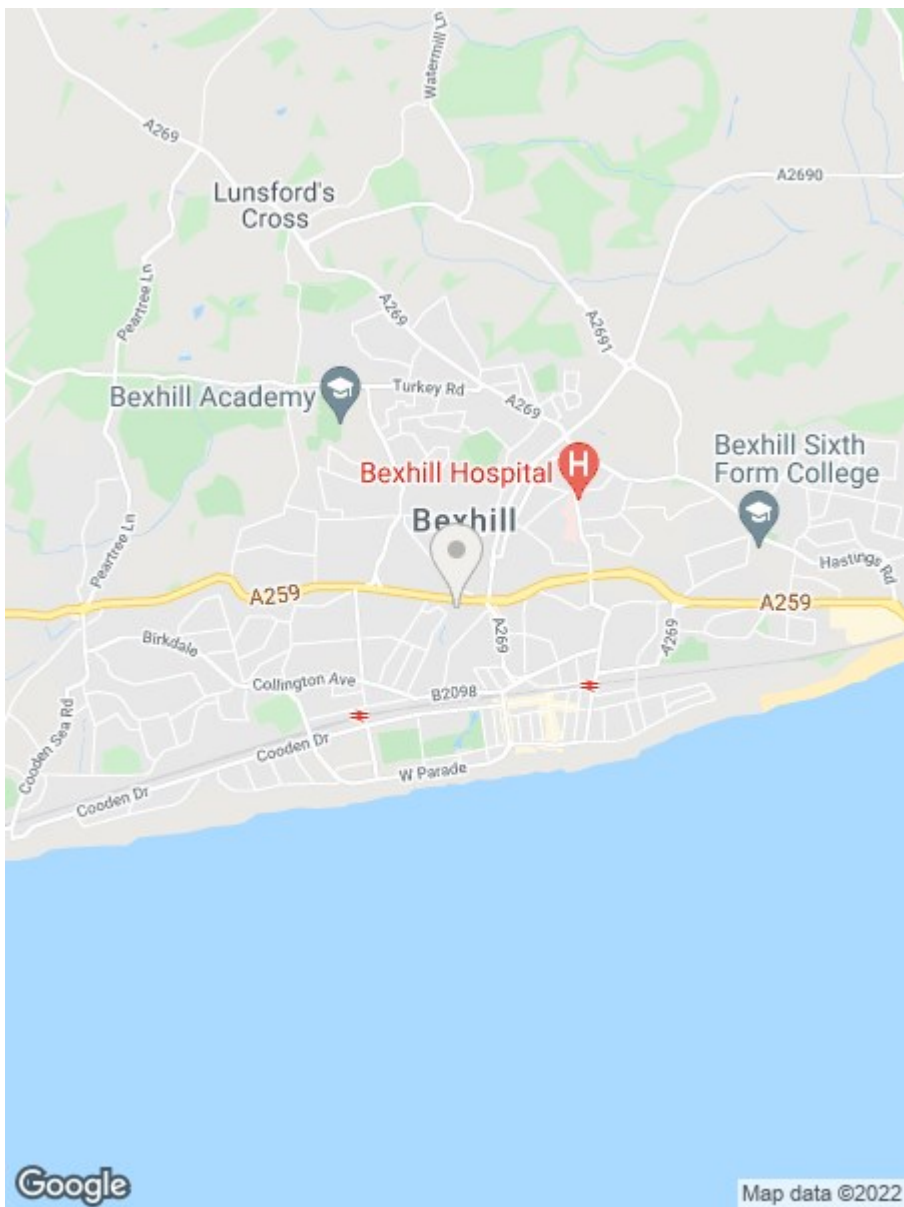 Watermill Ln
A269
A2690
Lunsford's
Cross
Peartree Ln
A269
A2691
Turkey Rd
Bexhill Academy
A269
Bexhill Sixth
Form College
Bexhill Hospital
H
Bexhill
Peartree Ln
Hastings Rd
A259
A259
Birkdale
A269
A269
Collington Ave
B2098
Cooden Sea Rd
Cooden Dr
W Parade
Cooden Dr
Google
Map data ©2022